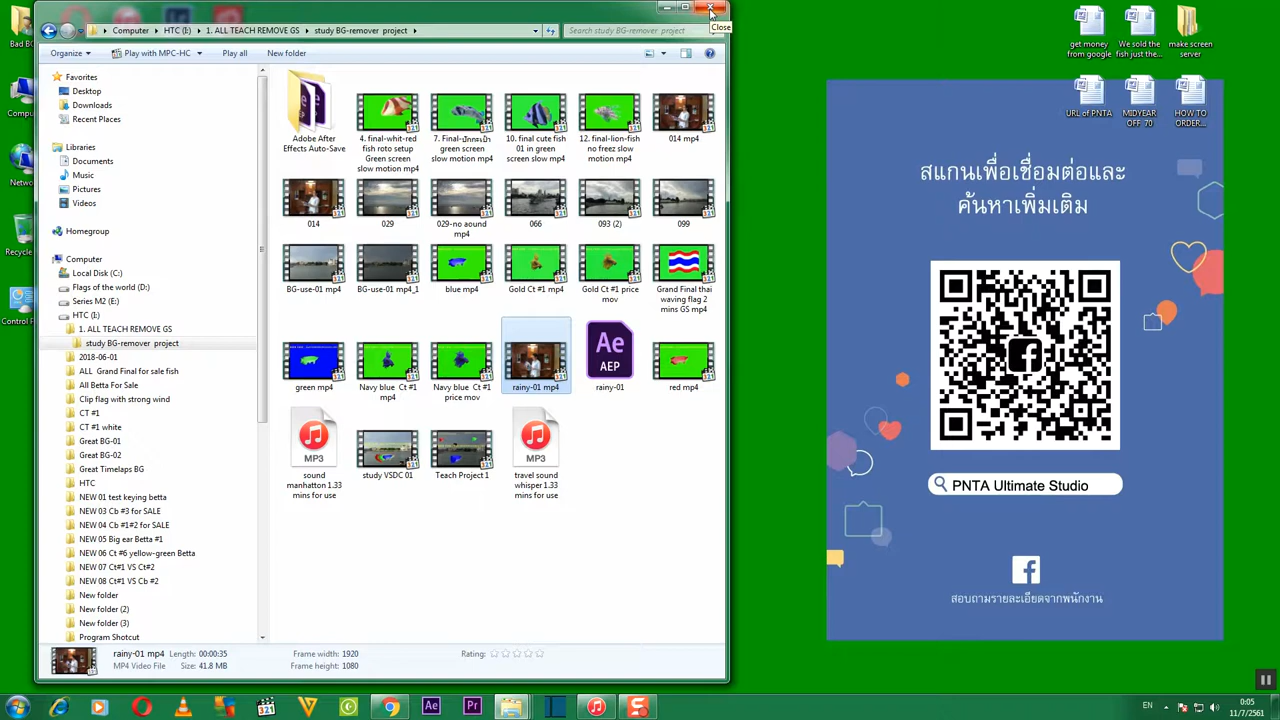 Close
Computer
HTC (I:)
1. ALL TEACH REMOVE GS
study BG-remover project
Search study BG-remover project
Organize
Play with MPC-HC
Play all
New folder
Favorites
Desktop
Downloads
Recent Places
Libraries
Documents
Music
Pictures
Videos
Homegroup
Computer
Local Disk (C:)
Flags of the world (D:)
Series M2 (E:)
HTC (I:)
1. ALL TEACH REMOVE GS
study BG-remover project
2018-06-01
ALL Grand Final for sale fish
All Betta For Sale
Clip flag with strong wind
CT #1
CT #1 white
Great BG-01
Great BG-02
Great Timelaps BG
HTC
NEW 01 test keying betta
NEW 03 Cb #3 for SALE
NEW 04 Cb #1#2 for SALE
NEW 05 Big ear Betta #1
NEW 06 Ct #6 yellow-green Betta
NEW 07 Ct#1 VS Ct#2
NEW 08 Ct#1 VS Cb #2
New folder
New folder (2)
New folder (3)
Program Shotcut
Adobe After
Effects Auto-Save
4. final-whit-red
fish roto setup
Green screen
slow motion mp4
green screen
slow motion mp4
10. final cute fish
01 in green
screen slow mp4
12. final-lion-fish
no freez slow
motion mp4
014 mp4
014
029
029-no aound
mp4
066
093 (2)
099
BG-use-01 mp4
BG-use-01 mp4_1
blue mp4
Gold Ct #1 mp4
Gold Ct #1 price
mov
Grand Final thai
waving flag 2
mins GS mp4
green mp4
Navy blue Ct #1
mp4
Navy blue Ct #1
price mov
rainy-01 mp4
Ae
AEP
rainy-01
red mp4
MP3
sound
manhatton 1.33
mins for use
study VSDC 01
Teach Project 1
MP3
travel sound
whisper 1.33
mins for use
rainy-01 mp4
Length: 00:00:35
Frame width: 1920
Rating:
MP4 Video File
Size: 41.8 MB
Frame height: 1080
get money
from google
We sold the
fish just the...
make screen
server
URL of PNTA
MIDYEAR
OFF 70
HOW TO
ORDER...
สแกนเพื่อเชื่อมต่อและ
ค้นหาเพิ่มเติม
PNTA Ultimate Studio
สอบถามรายละเอียดจากพนักงาน
Ae
Pr
EN
0:05
11/7/2561